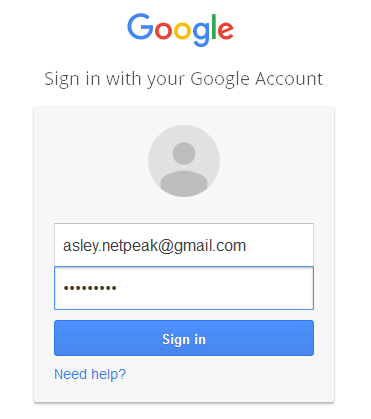 Google
Sign in with your Google Account
asley.netpeak@gmail.com
•••••••••
Sign in
Need help?